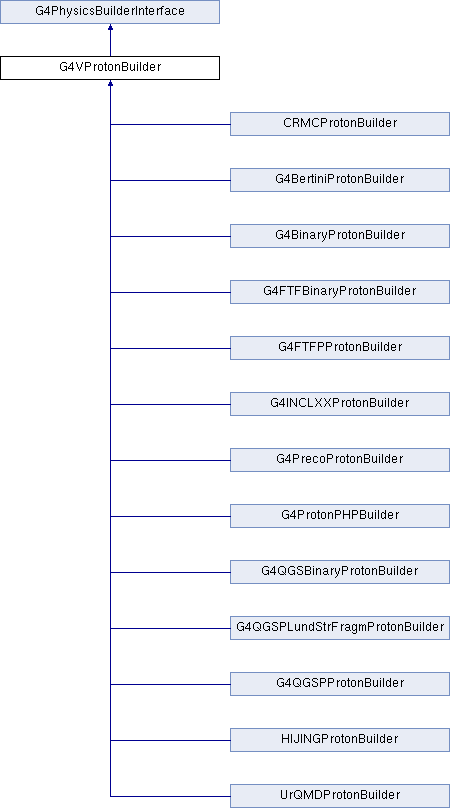 G4PhysicsBuilderInterface
G4VProtonBuilder
CRMCProtonBuilder
G4BertiniProtonBuilder
G4BinaryProtonBuilder
G4FTFBinaryProtonBuilder
G4FTFPProtonBuilder
G4INCLXXProtonBuilder
G4PrecoProtonBuilder
G4ProtonPHPBuilder
G4QGSBinaryProtonBuilder
G4QGSPLundStrFragmProtonBuilder
G4QGSPProtonBuilder
HIJINGProtonBuilder
UrQMDProtonBuilder